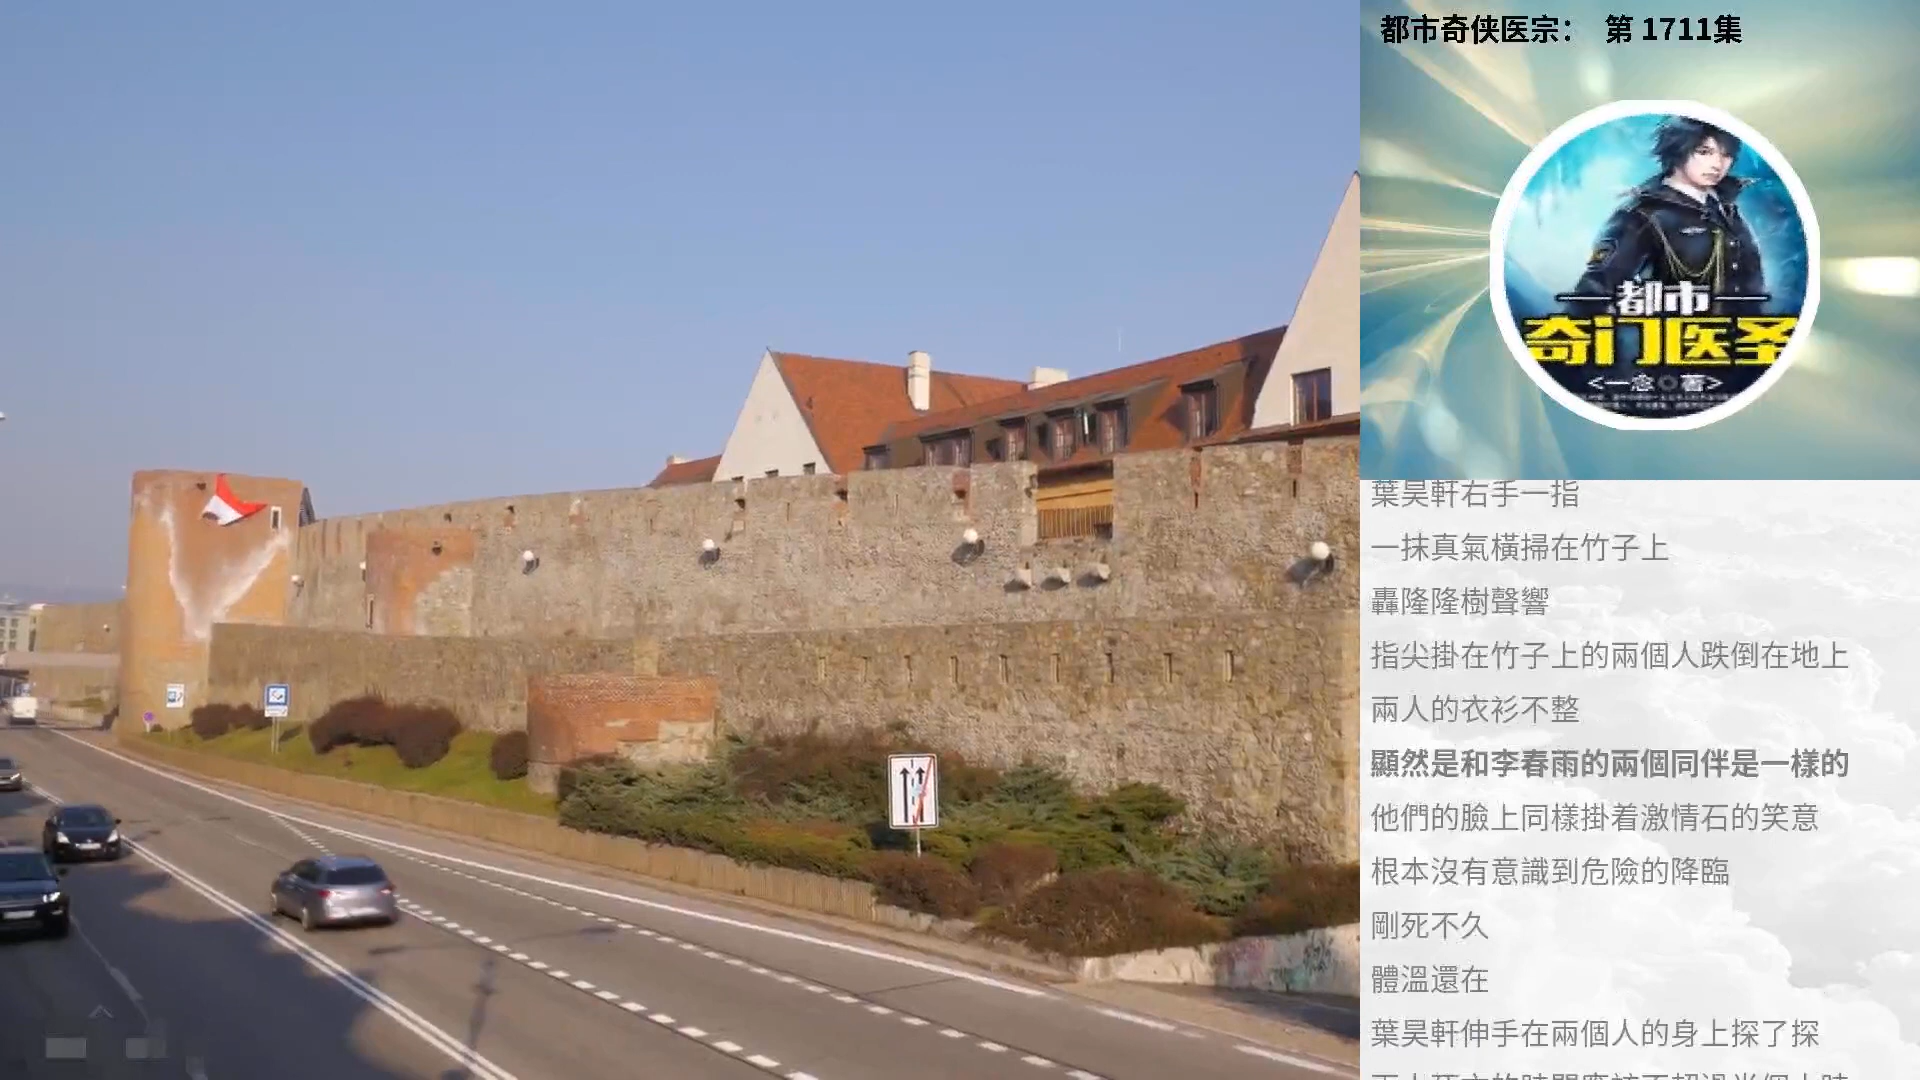 都市奇侠医宗： 第 1711集
都市
奇门医圣
<一念 著>
葉昊軒右手一指
一抹真氣橫掃在竹子上
轟隆隆樹聲響
指尖掛在竹子上的兩個人跌倒在地上
兩人的衣衫不整
顯然是和李春雨的兩個同伴是一樣的
他們的臉上同樣掛着激情石的笑意
根本沒有意識到危險的降臨
剛死不久
體溫還在
葉昊軒伸手在兩個人的身上探了探